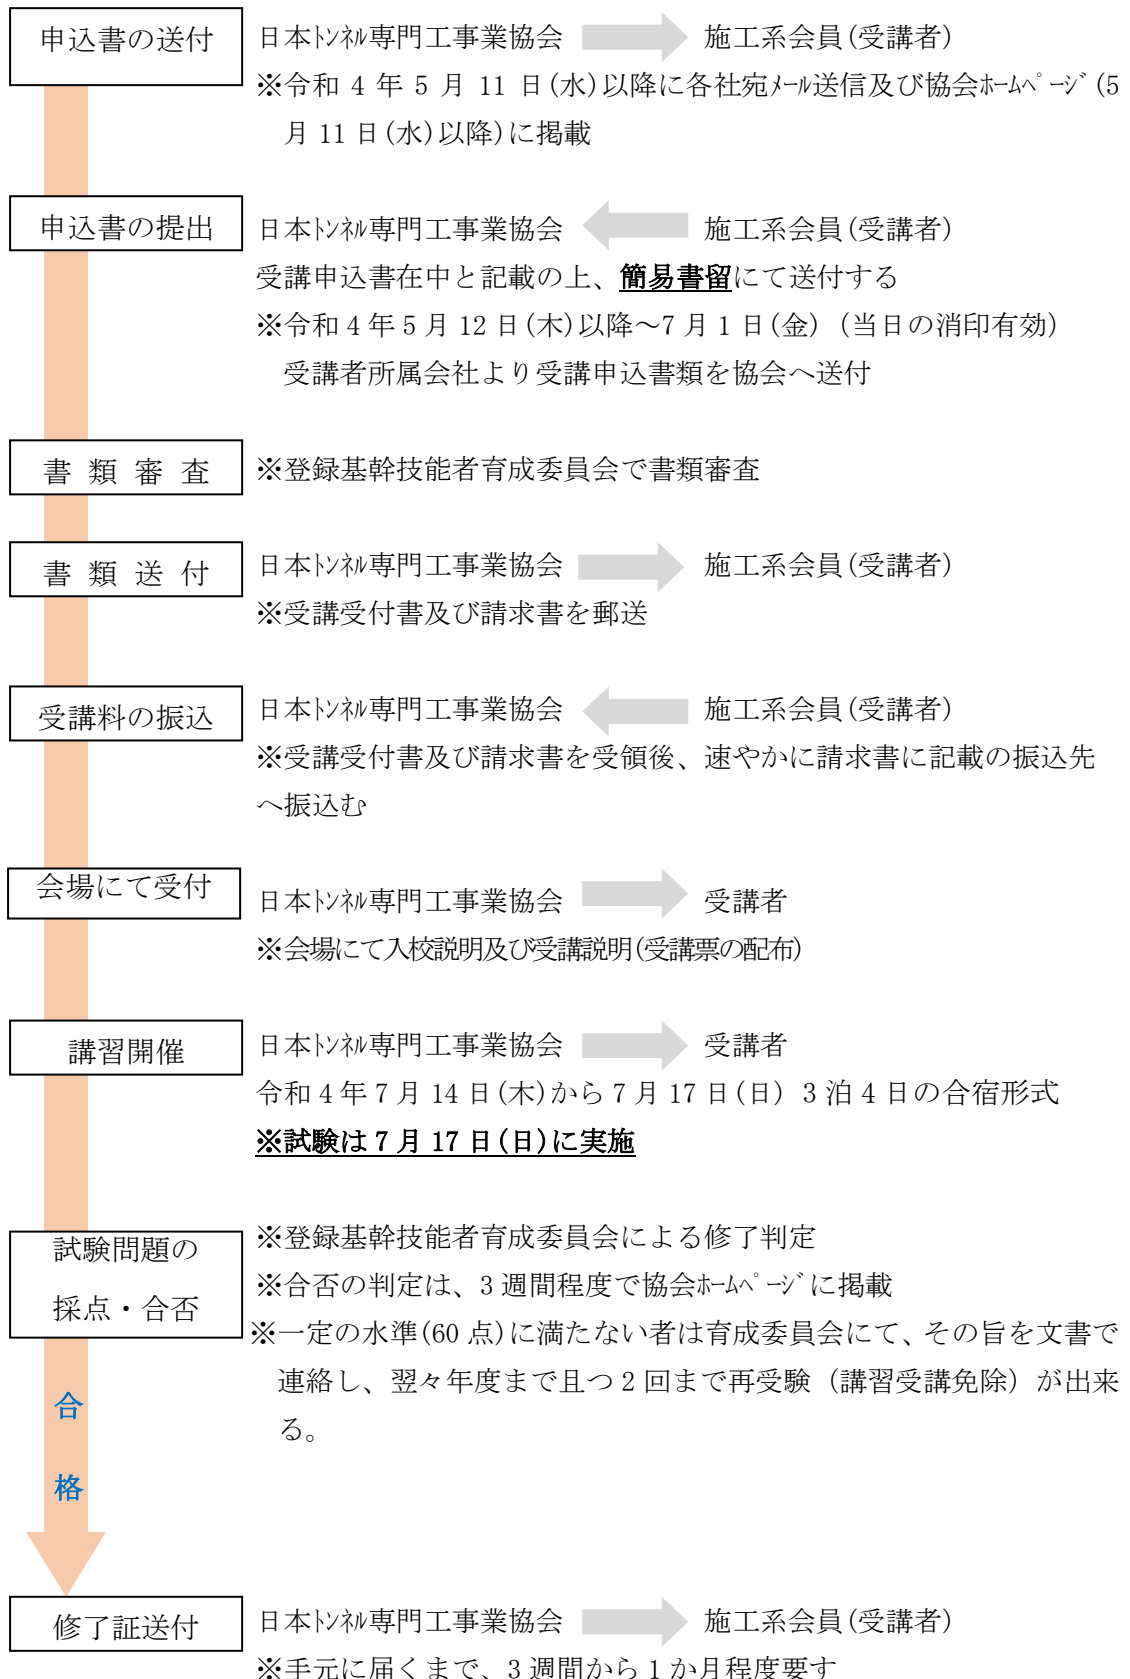 申込書の送付
日本ﾄﾝﾈﾙ専門工事業協会 施工系会員(受講者)
※令和 4 年 5 月 11 日(水)以降に各社宛ﾒｰﾙ送信及び協会ﾎｰﾑﾍﾟｰｼﾞ(5
月 11 日(水)以降)に掲載
申込書の提出
日本ﾄﾝﾈﾙ専門工事業協会 施工系会員(受講者)
受講申込書在中と記載の上、簡易書留にて送付する
※令和 4 年 5 月 12 日(木)以降～7 月 1 日(金) (当日の消印有効)
受講者所属会社より受講申込書類を協会へ送付
書 類 審 査
※登録基幹技能者育成委員会で書類審査
書 類 送 付
日本ﾄﾝﾈﾙ専門工事業協会 施工系会員(受講者)
※受講受付書及び請求書を郵送
受講料の振込
日本ﾄﾝﾈﾙ専門工事業協会 施工系会員(受講者)
※受講受付書及び請求書を受領後、速やかに請求書に記載の振込先
へ振込む
会場にて受付
日本ﾄﾝﾈﾙ専門工事業協会 受講者
※会場にて入校説明及び受講説明(受講票の配布)
講習開催
日本ﾄﾝﾈﾙ専門工事業協会 受講者
令和 4 年 7 月 14 日(木)から 7 月 17 日(日) 3 泊 4 日の合宿形式
※試験は 7 月 17 日(日)に実施
試験問題の
採点・合否
※登録基幹技能者育成委員会による修了判定
※合否の判定は、3 週間程度で協会ﾎｰﾑﾍﾟｰｼﾞに掲載
※一定の水準(60 点)に満たない者は育成委員会にて、その旨を文書で
連絡し、翌々年度まで且つ 2 回まで再受験（講習受講免除）が出来
る。
合
格
修了証送付
日本ﾄﾝﾈﾙ専門工事業協会 施工系会員(受講者)
※手元に届くまで、3 週間から 1 か月程度要す